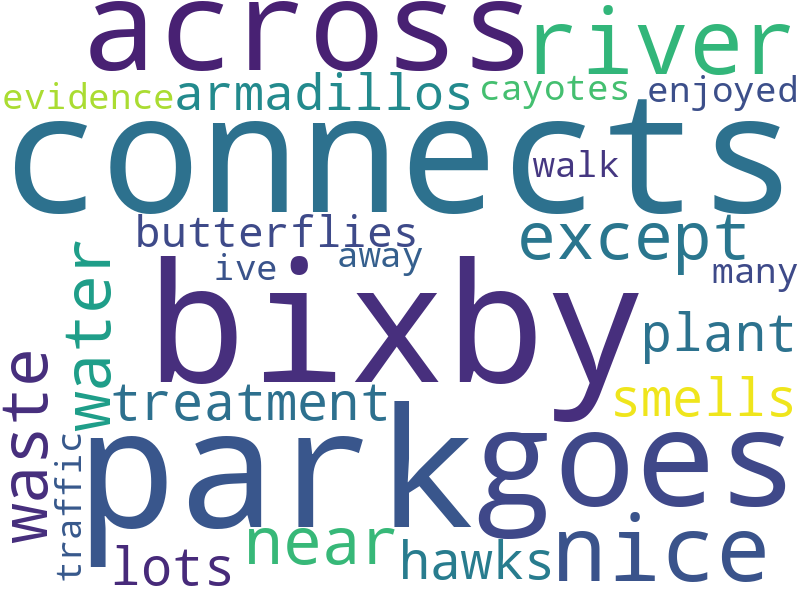 across
river
evidence
armadillos
cayotes
enjoyed
connects
walk
butterflies
except
ive
away
many
bixby
water
plant
waste
treatment
smells
park
goes
traffic
near
nice
lots
hawks